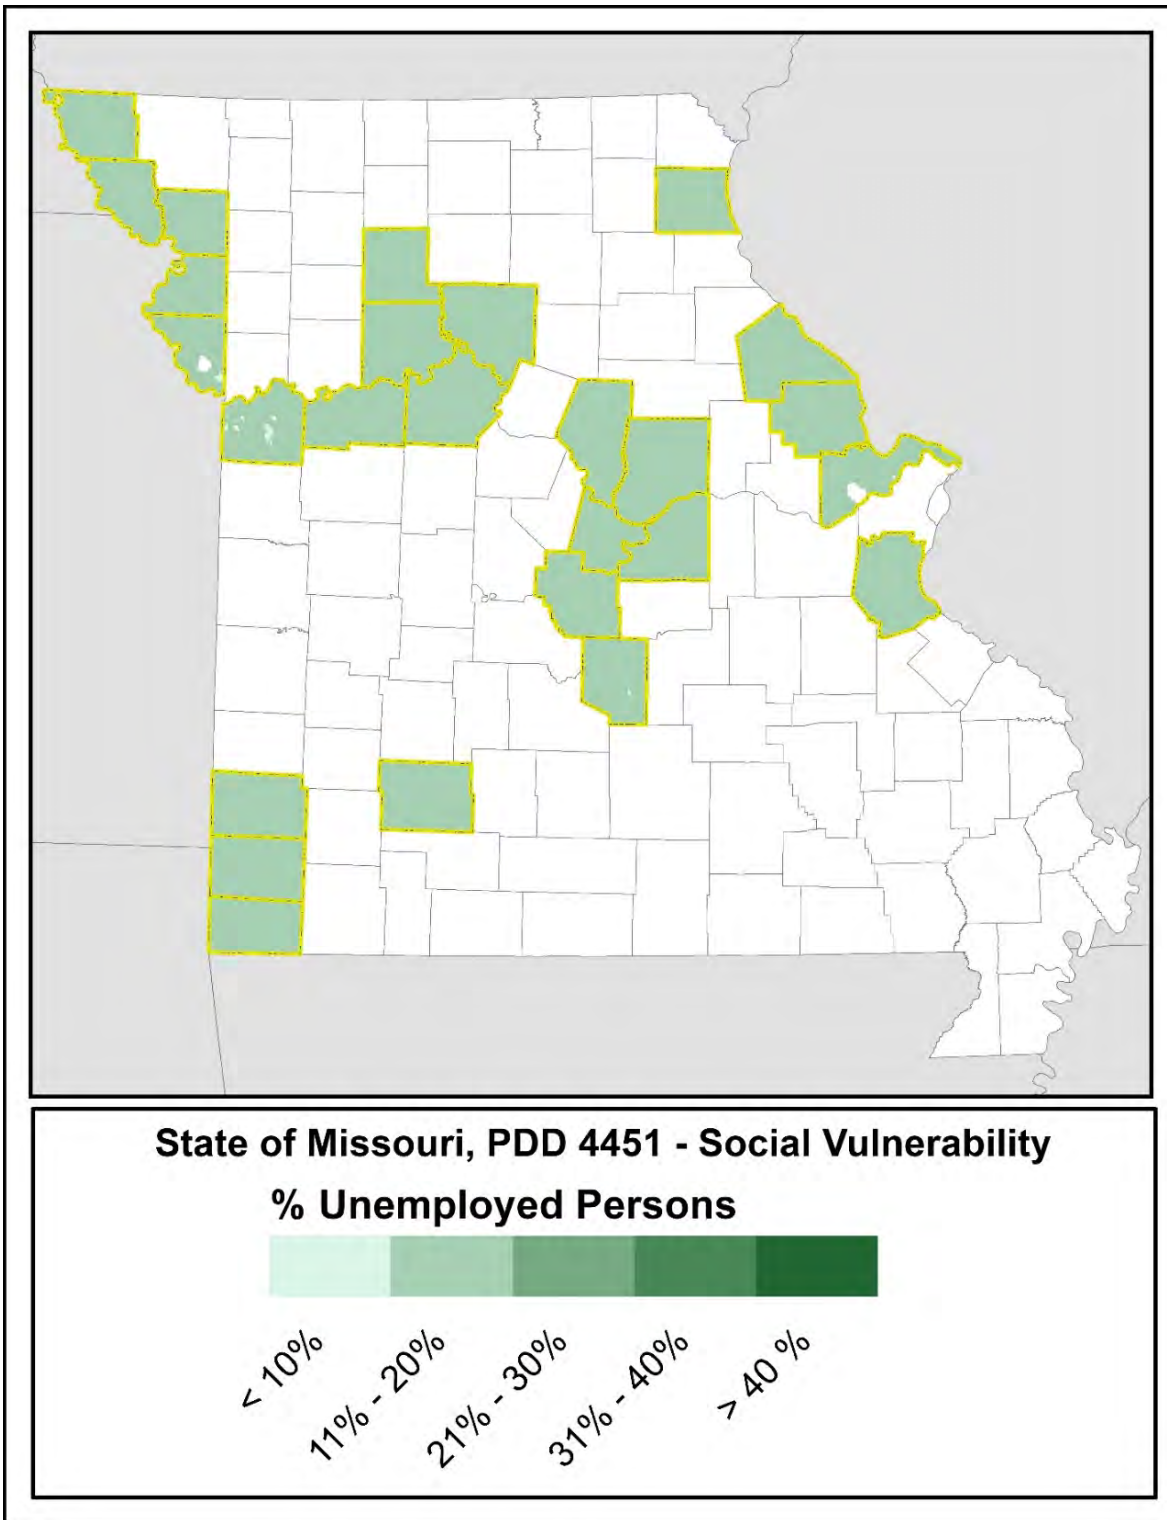 State of Missouri, PDD 4451 - Social Vulnerability
% Unemployed Persons
< 10%
11% - 20%
21% - 30%
31% - 40%
> 40 %